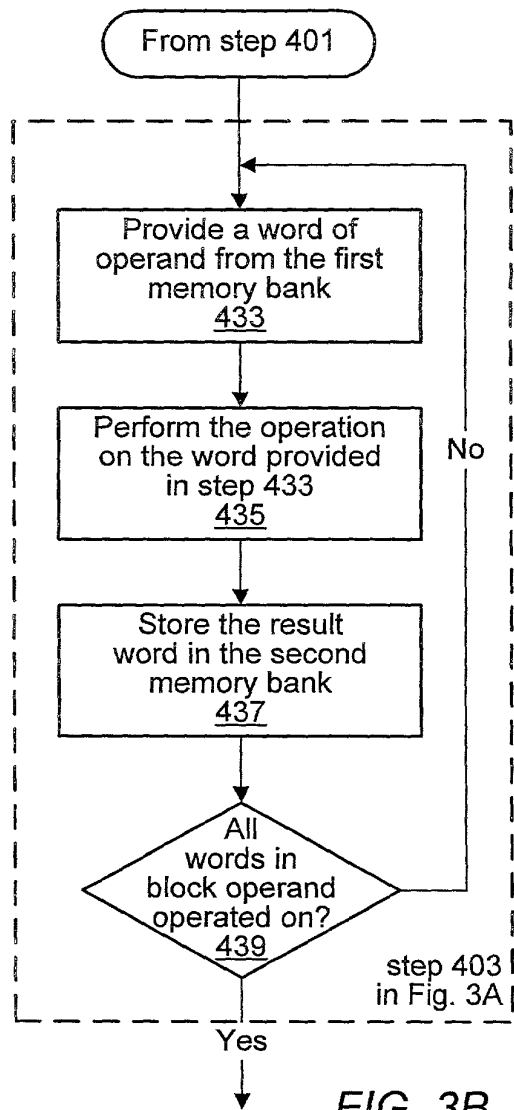 From step 401
Provide a word of
operand from the first
memory bank
433
Perform the operation
on the word provided
in step 433
435
No
Store the result
word in the second
memory bank
437
All
words in
block operand
operated on?
439
step 403
in Fig. 3A
Yes
FIG. 3B